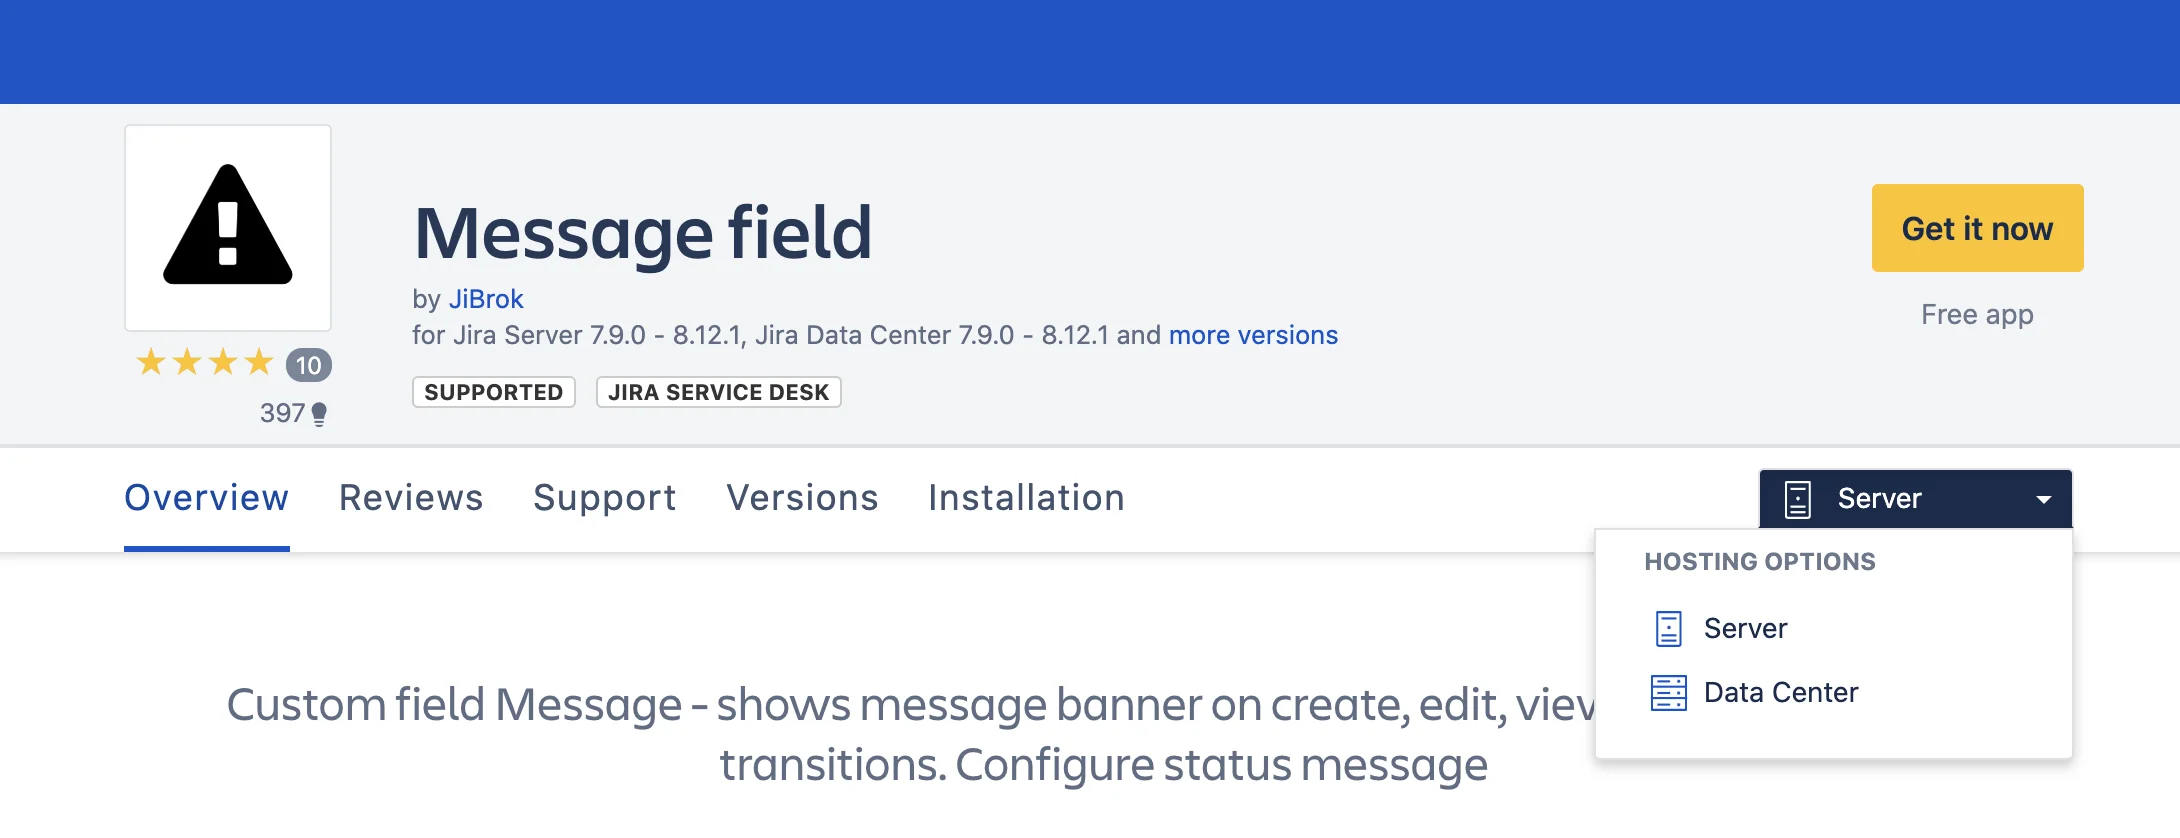 Message field
by JiBrok
for Jira Server 7.9.0 - 8.12.1, Jira Data Center 7.9.0 - 8.12.1 and more versions
SUPPORTED JIRA SERVICE DESK
10
397
Get it now
Free app
Overview Reviews Support Versions Installation
Server
HOSTING OPTIONS
Server
Data Center
Custom field Message - shows message banner on create, edit,
transitions. Configure status message